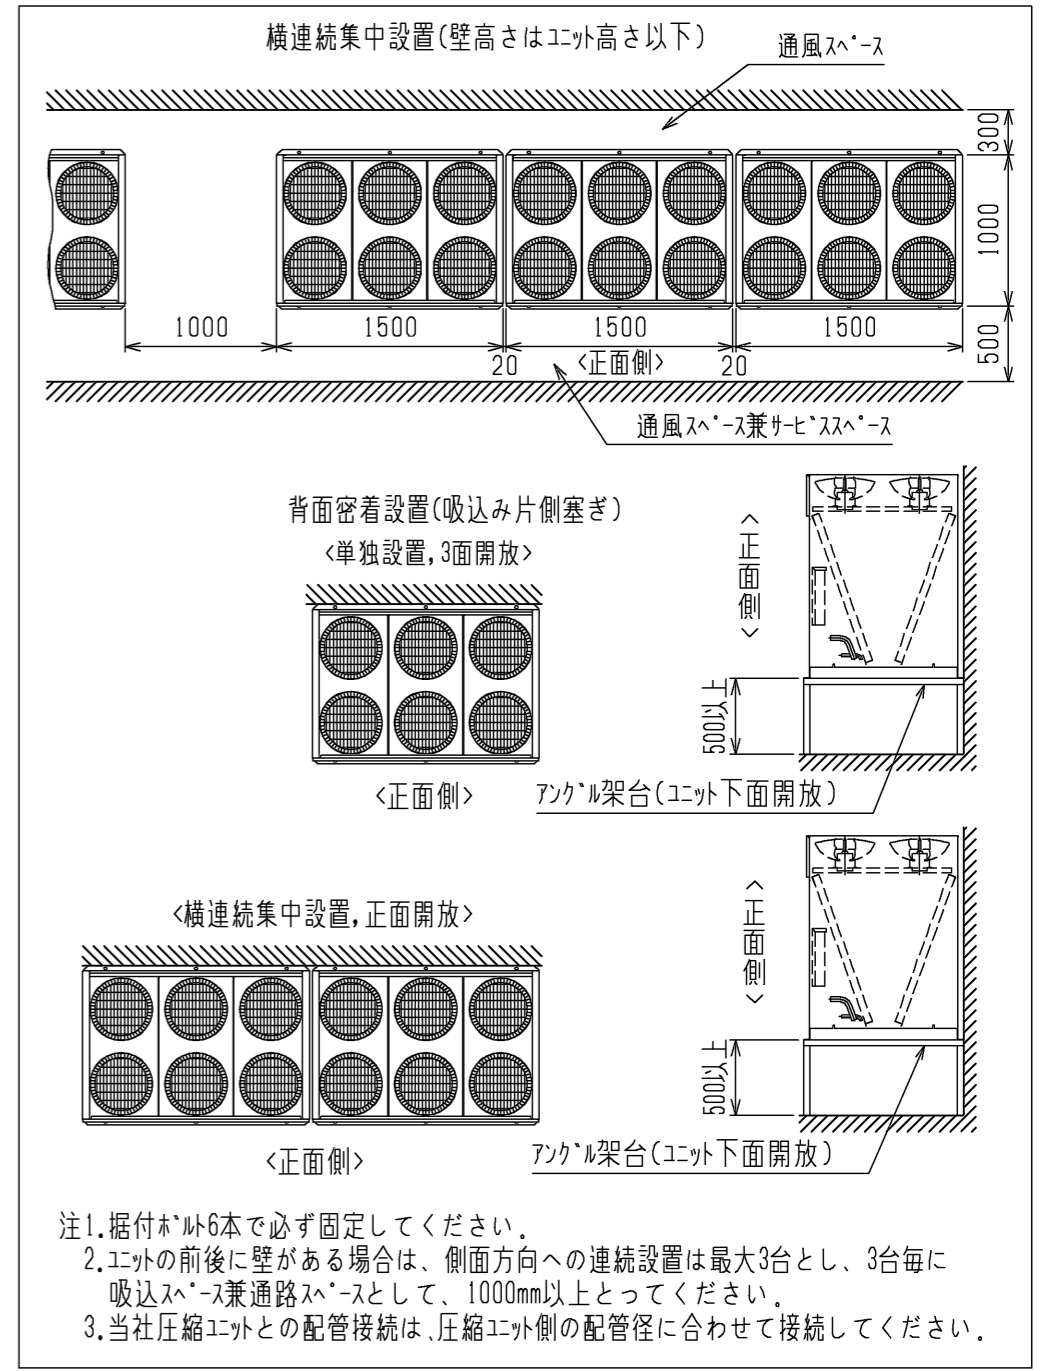 横連続集中設置(壁高さはﾕﾆｯﾄ高さ以下)
通風ｽﾍﾟｰｽ
300
1000
500
1000
1500
1500
1500
20
<正面側>
20
通風ｽﾍﾟｰｽ兼ｻｰﾋﾞｽｽﾍﾟｰｽ
背面密着設置(吸込み片側塞ぎ)
<単独設置,3面開放>
<正面側>
<正面側>
500以上
ｱﾝｸﾞﾙ架台(ﾕﾆｯﾄ下面開放)
<横連続集中設置,正面開放>
<正面側>
<正面側>
500以上
ｱﾝｸﾞﾙ架台(ﾕﾆｯﾄ下面開放)
注1.据付ﾎﾞﾙﾄ6本で必ず固定してください。
2.ﾕﾆｯﾄの前後に壁がある場合は、側面方向への連続設置は最大3台とし、3台毎に
吸込ｽﾍﾟｰｽ兼通路ｽﾍﾟｰｽとして、1000mm以上とってください。
3.当社圧縮ﾕﾆｯﾄとの配管接続は、圧縮ﾕﾆｯﾄ側の配管径に合わせて接続してください。